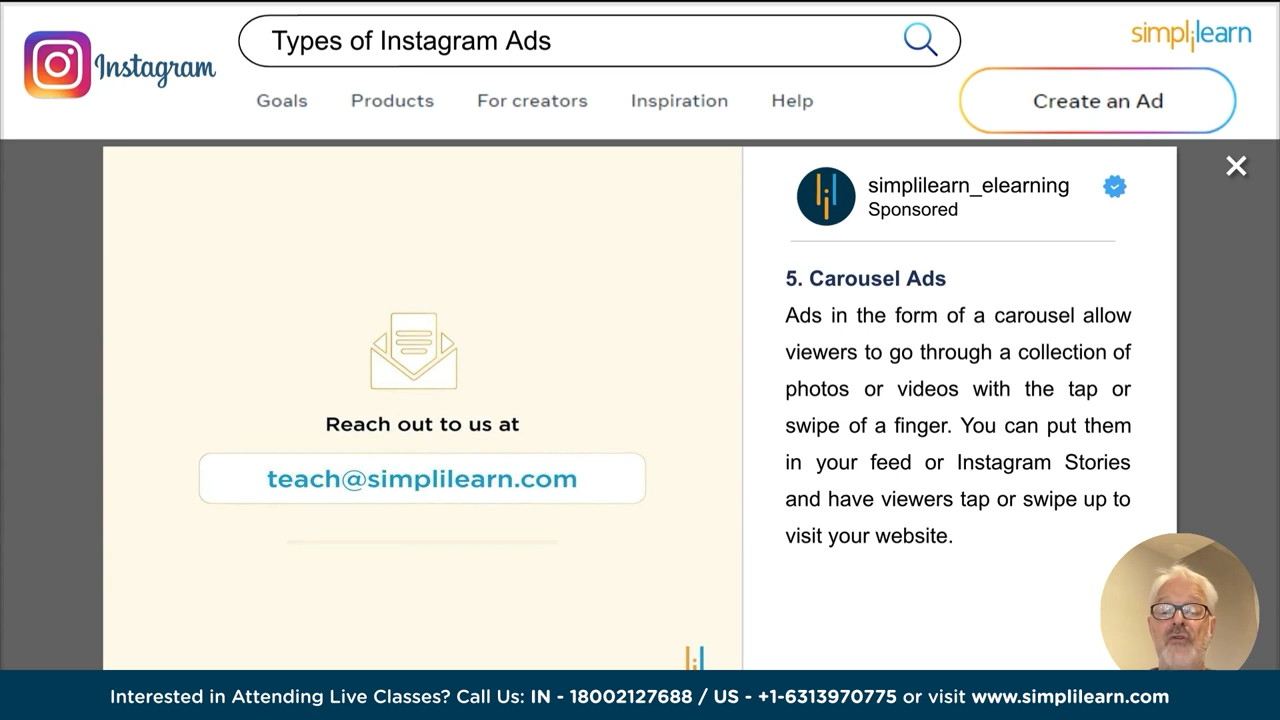 Types of Instagram Ads
simplilearn
Instagram
Goals Products For creators Inspiration Help
Create an Ad
simplilearn_elearning
Sponsored
5. Carousel Ads
Ads in the form of a carousel allow
viewers to go through a collection of
photos or videos with the tap or
swipe of a finger. You can put them
in your feed or Instagram Stories
and have viewers tap or swipe up to
visit your website.
Reach out to us at
teach@simplilearn.com
Interested in Attending Live Classes? Call Us: IN - 18002127688 / US - +1-6313970775 or visit www.simplilearn.com